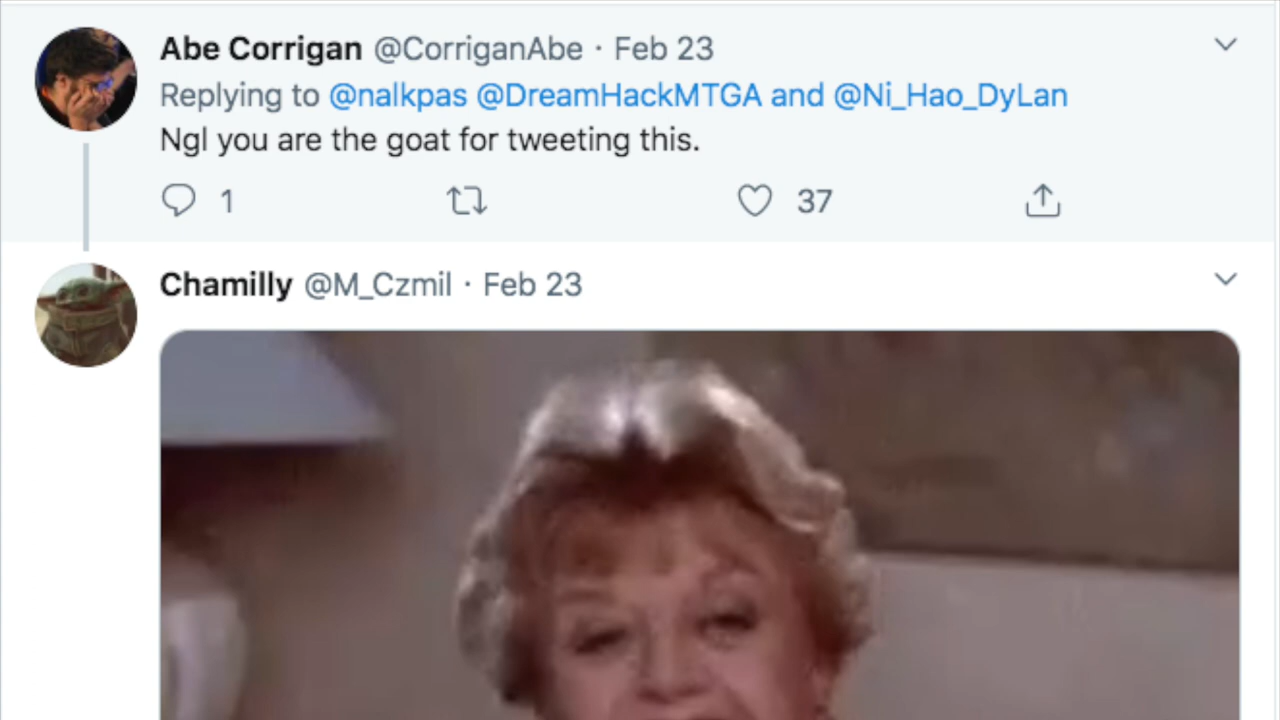 Abe Corrigan @CorriganAbe · Feb 23
Replying to @nalkpas @DreamHackMTGA and @Ni_Hao_DyLan
Ngl you are the goat for tweeting this.
1 37
Chamilly @M_Czmil · Feb 23